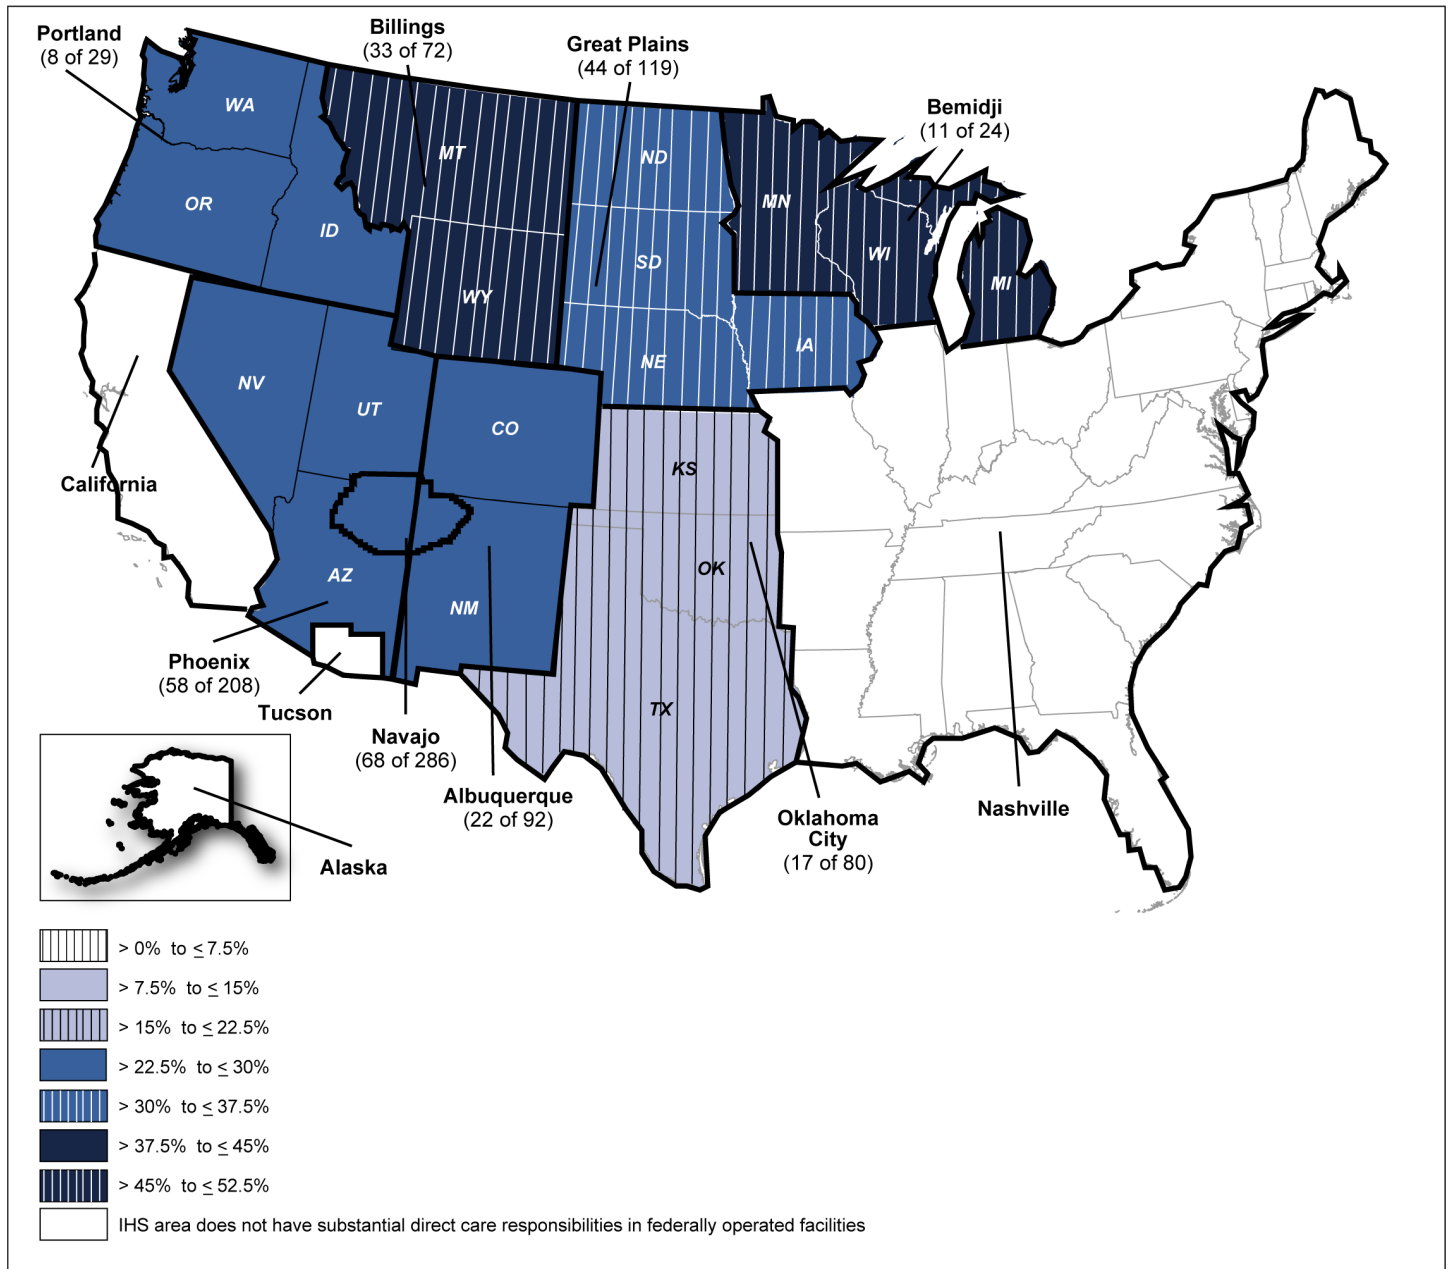 Portland
(8 of 29)
Billings
(33 of 72)
Great Plains
(44 of 119)
Bemidji
(11 of 24)
WA
MT
ND
MN
OR
ID
SD
WI
WY
MI
NE
IA
NV
UT
CO
KS
California
AZ
NM
OK
Phoenix
(58 of 208)
Tucson
TX
Navajo
(68 of 286)
Albuquerque
(22 of 92)
Oklahoma
City
(17 of 80)
Nashville
Alaska
> 0% to ≤ 7.5%
> 7.5% to ≤ 15%
> 15% to ≤ 22.5%
> 22.5% to ≤ 30%
> 30% to ≤ 37.5%
> 37.5% to ≤ 45%
> 45% to ≤ 52.5%
IHS area does not have substantial direct care responsibilities in federally operated facilities